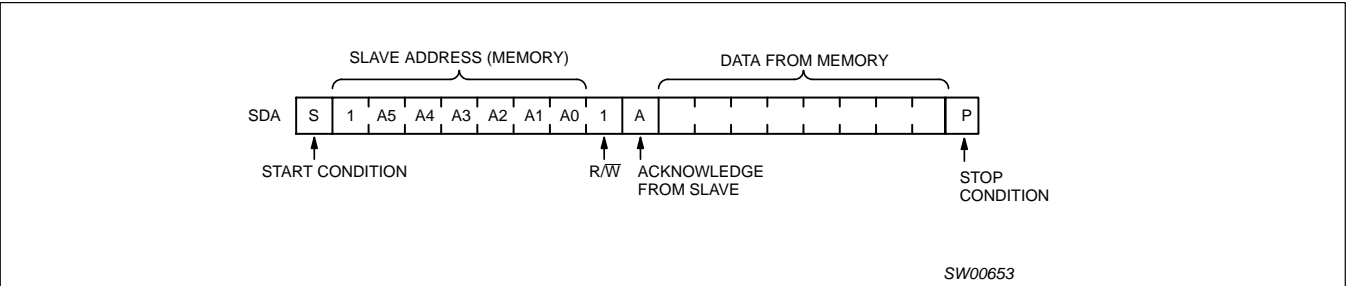 SLAVE ADDRESS (MEMORY)
DATA FROM MEMORY
SDA S 1 A5 A4 A3 A2 A1 A0 1 A P
START CONDITION
R/W̅
ACKNOWLEDGE
FROM SLAVE
STOP
CONDITION
SW00653